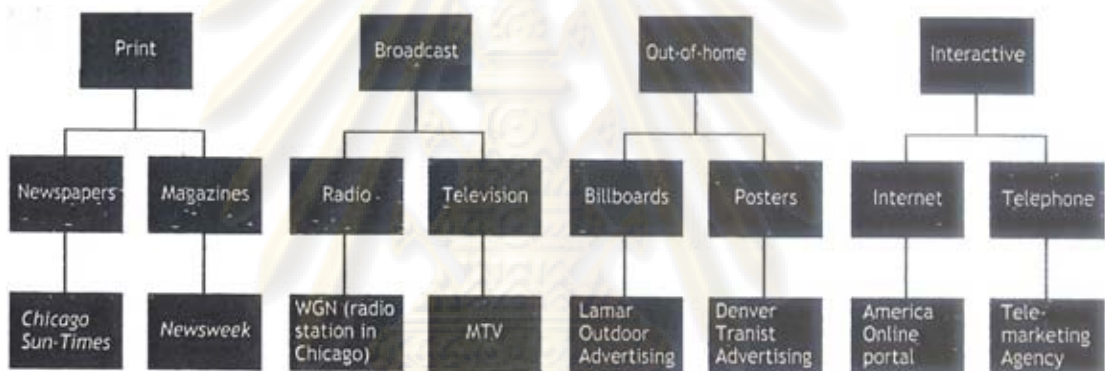 Print
Broadcast
Out-of-home
Interactive
Newspapers
Magazines
Radio
Television
Billboards
Posters
Internet
Telephone
Chicago
Sun-Times
Newsweek
WGN (radio
station in
Chicago)
MTV
Lamar
Outdoor
Advertising
Denver
Tranist
Advertising
America
Online
portal
Tele-
marketing
Agency